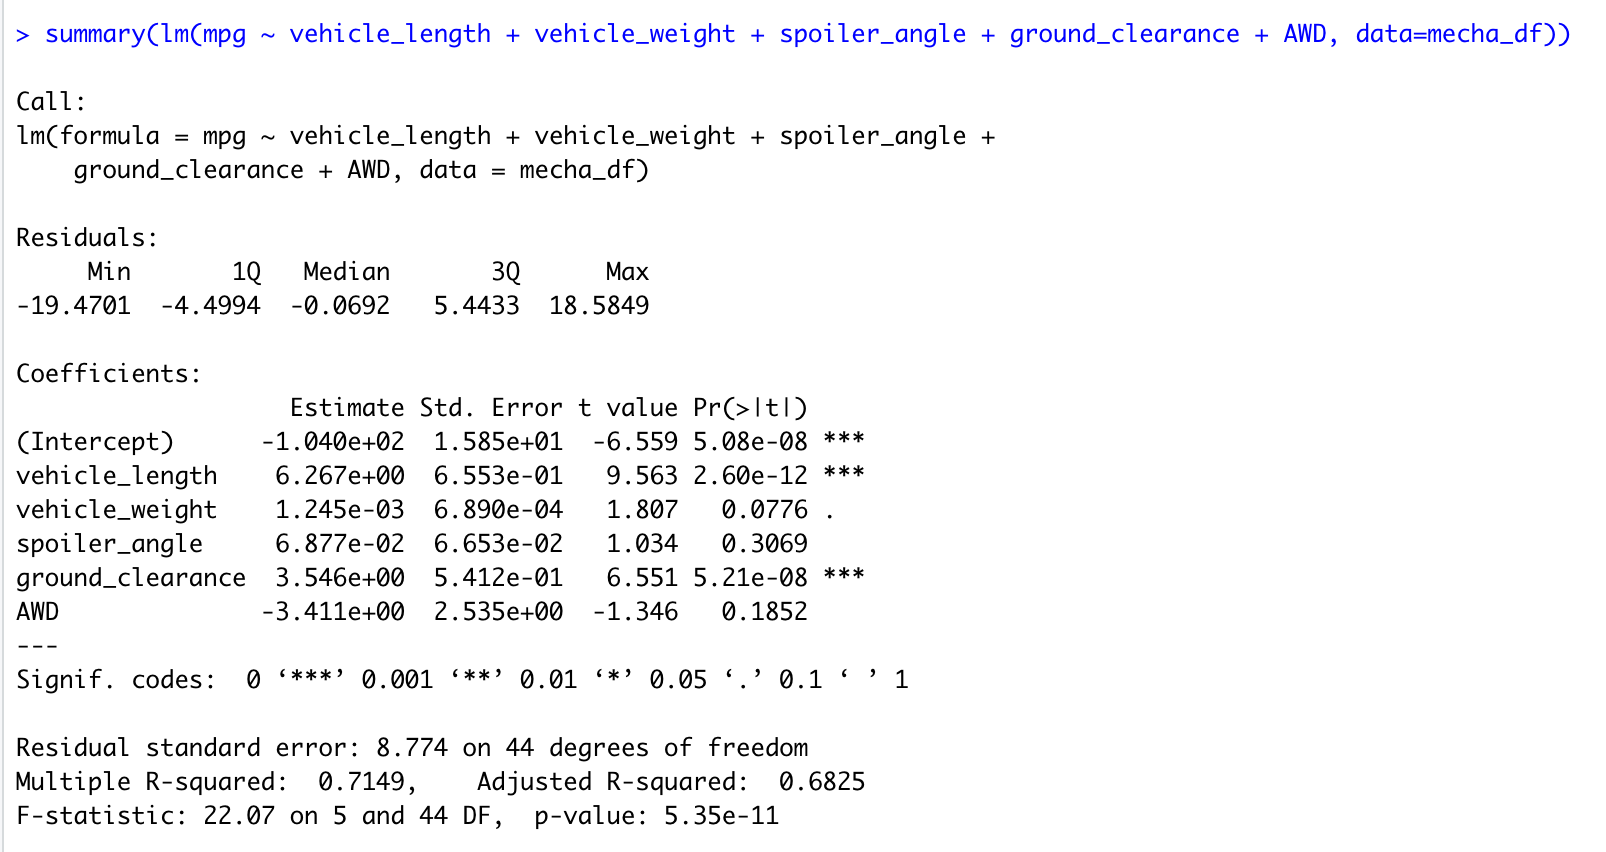 > summary(lm(mpg ~ vehicle_length + vehicle_weight + spoiler_angle + ground_clearance + AWD, data=mecha_df))
Call:
lm(formula = mpg ~ vehicle_length + vehicle_weight + spoiler_angle +
    ground_clearance + AWD, data = mecha_df)
Residuals:
     Min       1Q   Median       3Q      Max
-19.4701  -4.4994  -0.0692   5.4433  18.5849
Coefficients:
                   Estimate Std. Error t value Pr(>|t|)
(Intercept)      -1.040e+02  1.585e+01  -6.559 5.08e-08 ***
vehicle_length    6.267e+00  6.553e-01   9.563 2.60e-12 ***
vehicle_weight    1.245e-03  6.890e-04   1.807   0.0776 .
spoiler_angle     6.877e-02  6.653e-02   1.034   0.3069
ground_clearance  3.546e+00  5.412e-01   6.551 5.21e-08 ***
AWD              -3.411e+00  2.535e+00  -1.346   0.1852
---
Signif. codes:  0 ‘***’ 0.001 ‘**’ 0.01 ‘*’ 0.05 ‘.’ 0.1 ‘ ’ 1
Residual standard error: 8.774 on 44 degrees of freedom
Multiple R-squared:  0.7149,    Adjusted R-squared:  0.6825
F-statistic: 22.07 on 5 and 44 DF,  p-value: 5.35e-11